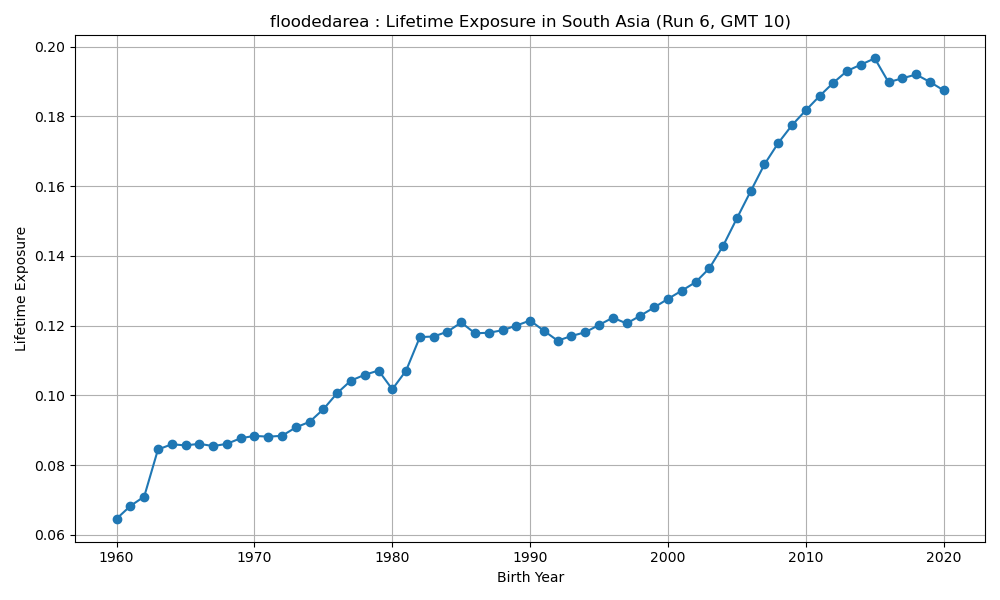 floodedarea : Lifetime Exposure in South Asia (Run 6, GMT 10)
0.20
0.18
0.16
0.14
0.12
0.10
0.08
0.06
Lifetime Exposure
1960 1970 1980 1990 2000 2010 2020
Birth Year